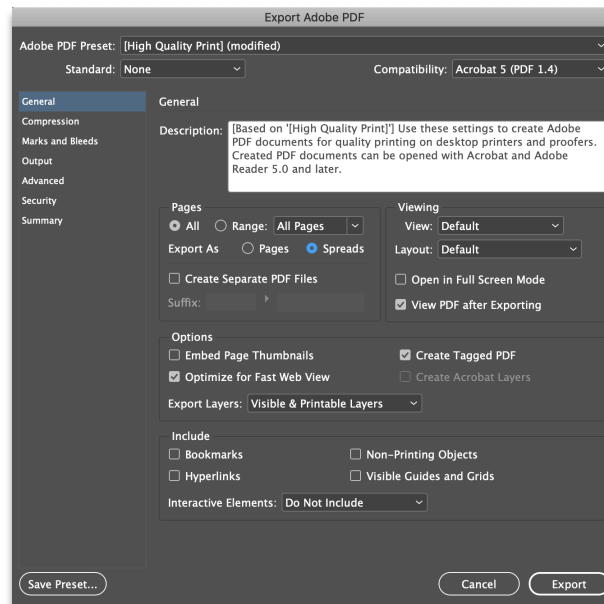 Export Adobe PDF
Adobe PDF Preset: [High Quality Print] (modified)
Standard: None
Compatibility: Acrobat 5 (PDF 1.4)
General
Compression
Marks and Bleeds
Output
Advanced
Security
Summary
General
Description: [Based on '[High Quality Print]'] Use these settings to create Adobe
PDF documents for quality printing on desktop printers and proofers.
Created PDF documents can be opened with Acrobat and Adobe
Reader 5.0 and later.
Pages
All Range: All Pages
Export As Pages Spreads
Create Separate PDF Files
Suffix:
Viewing
View: Default
Layout: Default
Open in Full Screen Mode
View PDF after Exporting
Options
Embed Page Thumbnails
Create Tagged PDF
Optimize for Fast Web View
Create Acrobat Layers
Export Layers: Visible & Printable Layers
Include
Bookmarks
Non-Printing Objects
Hyperlinks
Visible Guides and Grids
Interactive Elements: Do Not Include
Save Preset...
Cancel
Export